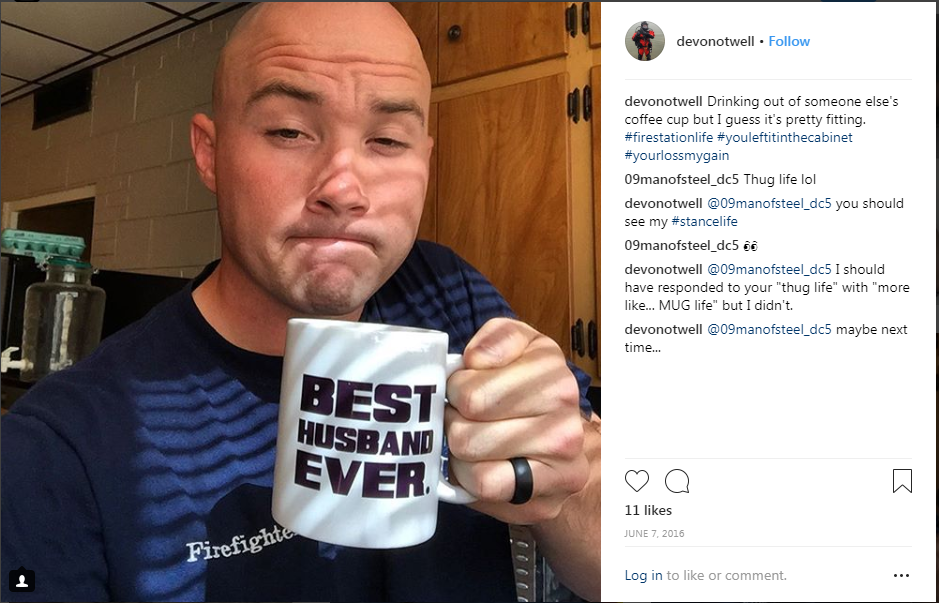 BEST
HUSBAND
EVER.
Firefighte
devonotwell • Follow
devonotwell Drinking out of someone else's
coffee cup but I guess it's pretty fitting.
#firestationlife #youleftitinthecabinet
#yourlossmygain
09manofsteel_dc5 Thug life lol
devonotwell @09manofsteel_dc5 you should
see my #stancelife
09manofsteel_dc5 👀
devonotwell @09manofsteel_dc5 I should
have responded to your "thug life" with "more
like... MUG life" but I didn't.
devonotwell @09manofsteel_dc5 maybe next
time...
11 likes
JUNE 7, 2016
Log in to like or comment.